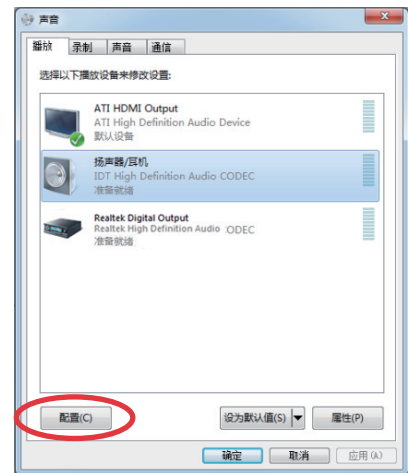 声音
播放 录制 声音 通信
选择以下播放设备来修改设置:
ATI HDMI Output
ATI High Definition Audio Device
默认设备
扬声器/耳机
IDT High Definition Audio CODEC
准备就绪
Realtek Digital Output
Realtek High Definition Audio ODEC
准备就绪
配置(C) 设为默认值(S) 属性(P)
确定 取消 应用(A)